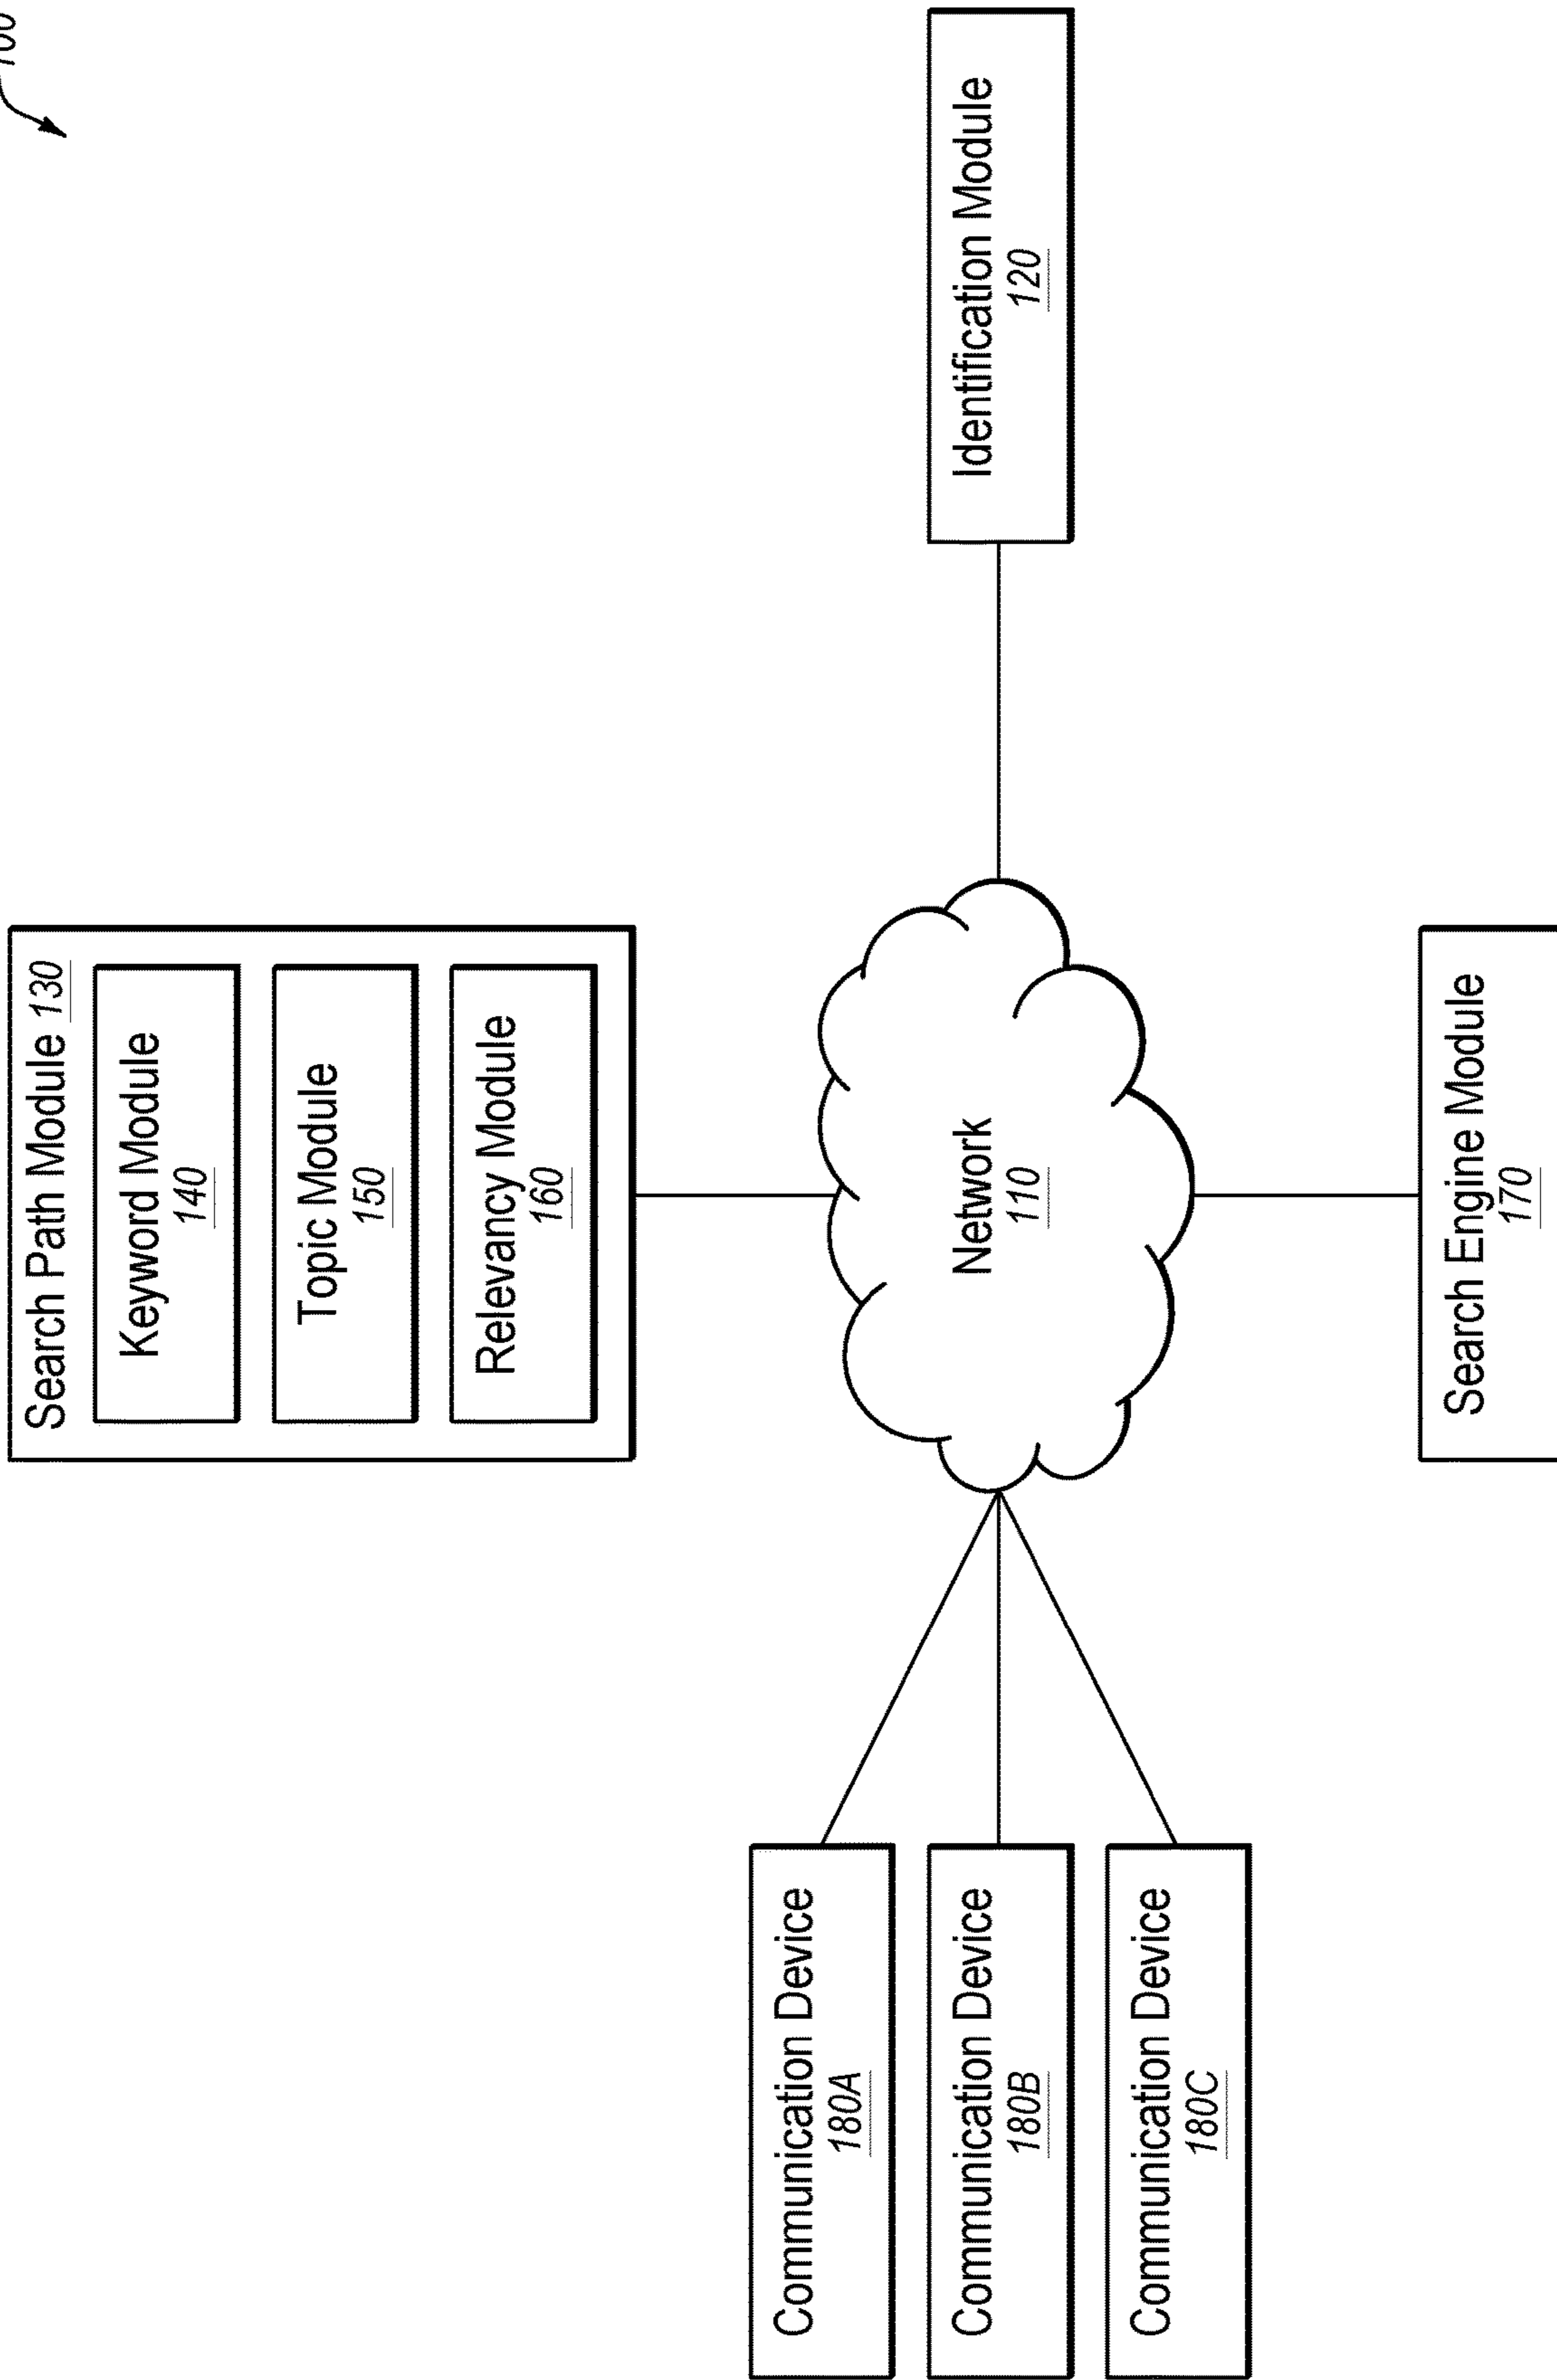 100
Search Path Module 130
Keyword Module
140
Topic Module
150
Relevancy Module
160
Communication Device
180A
Communication Device
180B
Communication Device
180C
Network
110
Identification Module
120
Search Engine Module
170